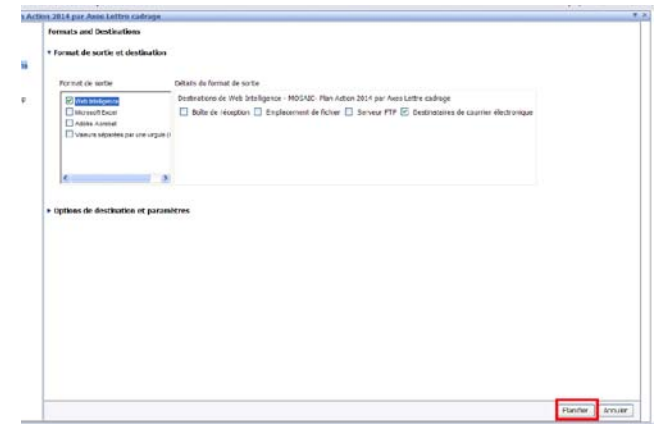 Action 2014 par Axes Lettre cadrage
Formats and Destinations
Format de sortie et destination
Format de sortie
Détails du format de sortie
Web Intelligence
Microsoft Excel
Adobe Acrobat
Valeurs séparées par une virgule (
Destinations de Web Intelligence - MOSAIC- Plan Action 2014 par Axes Lettre cadrage
Boîte de réception Emplacement de fichier Serveur FTP Destinataires de courrier électronique
Options de destination et paramètres
Planifier Annuler